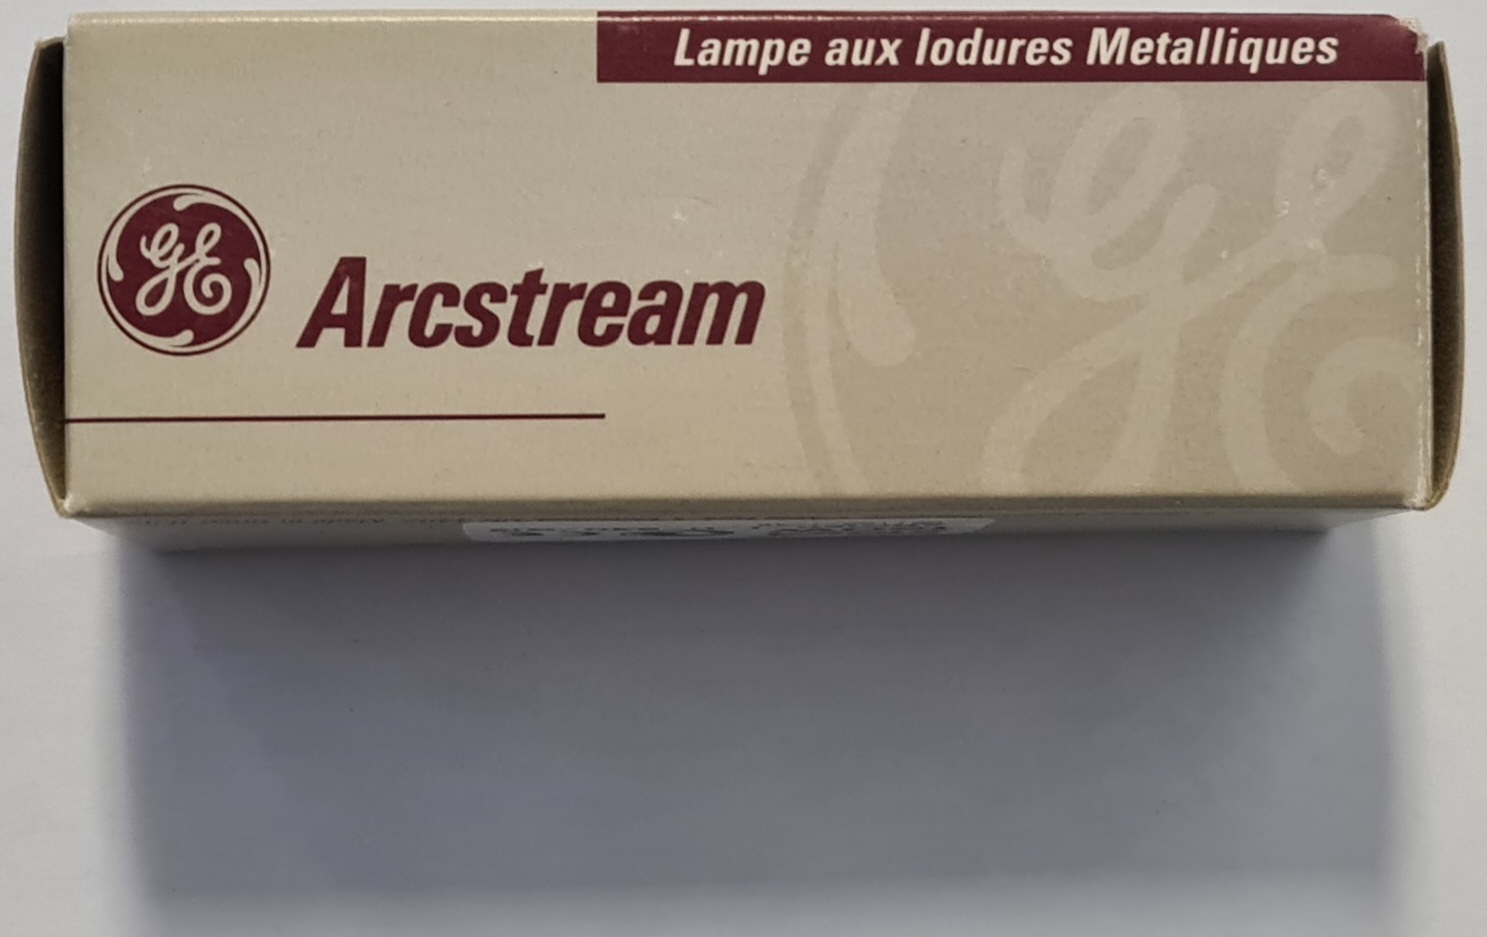 Lampe aux Iodures Metalliques
GE
Arcstream